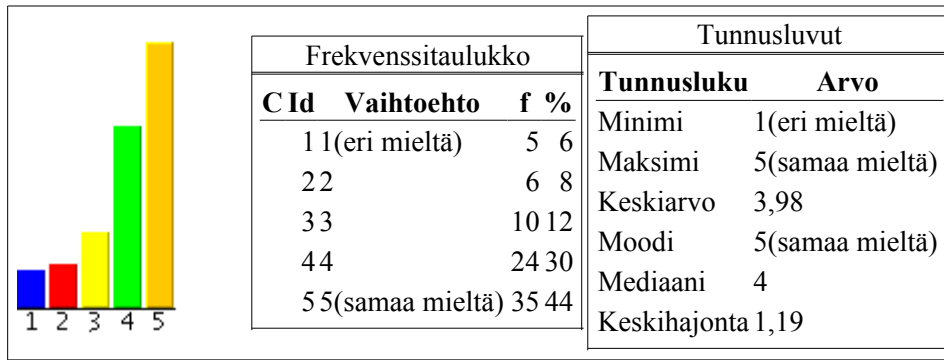 1 2 3 4 5
Frekvenssitaulukko
C Id Vaihtoehto f %
1 1(eri mieltä) 5 6
2 2 6 8
3 3 10 12
4 4 24 30
5 5(samaa mieltä) 35 44
Tunnusluvut
Tunnusluku Arvo
Minimi 1(eri mieltä)
Maksimi 5(samaa mieltä)
Keskiarvo 3,98
Moodi 5(samaa mieltä)
Mediaani 4
Keskihajonta 1,19